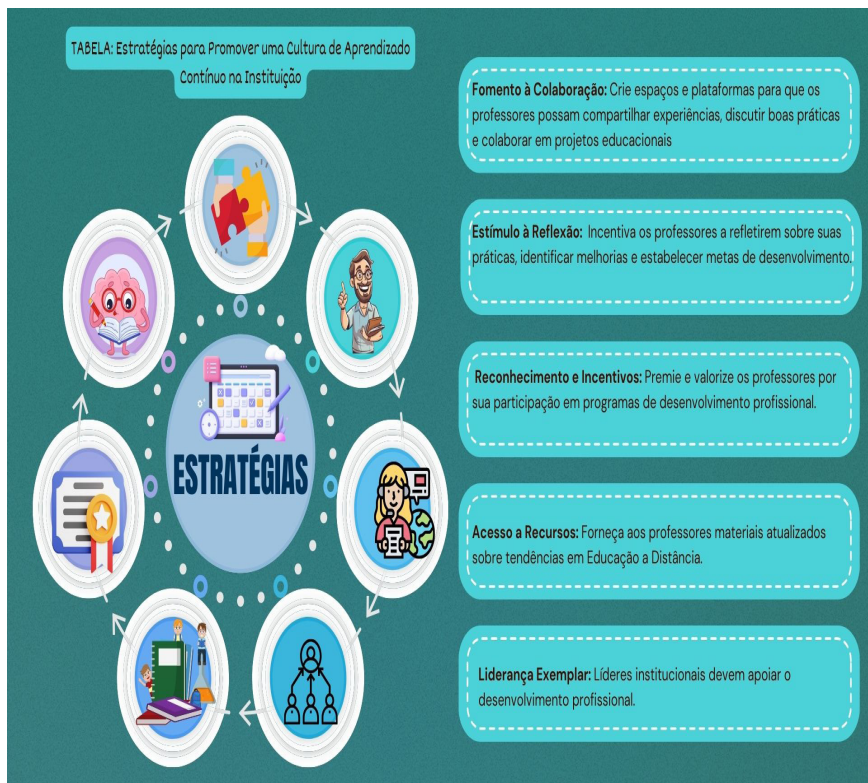 TABELA: Estratégias para Promover uma Cultura de Aprendizado
Contínuo na Instituição
ESTRATÉGIAS
Fomento à Colaboração: Crie espaços e plataformas para que os
professores possam compartilhar experiências, discutir boas práticas
e colaborar em projetos educacionais
Estímulo à Reflexão: Incentiva os professores a refletirem sobre suas
práticas, identificar melhorias e estabelecer metas de desenvolvimento.
Reconhecimento e Incentivos: Premie e valorize os professores por
sua participação em programas de desenvolvimento profissional.
Acesso a Recursos: Forneça aos professores materiais atualizados
sobre tendências em Educação a Distância.
Liderança Exemplar: Líderes institucionais devem apoiar o
desenvolvimento profissional.